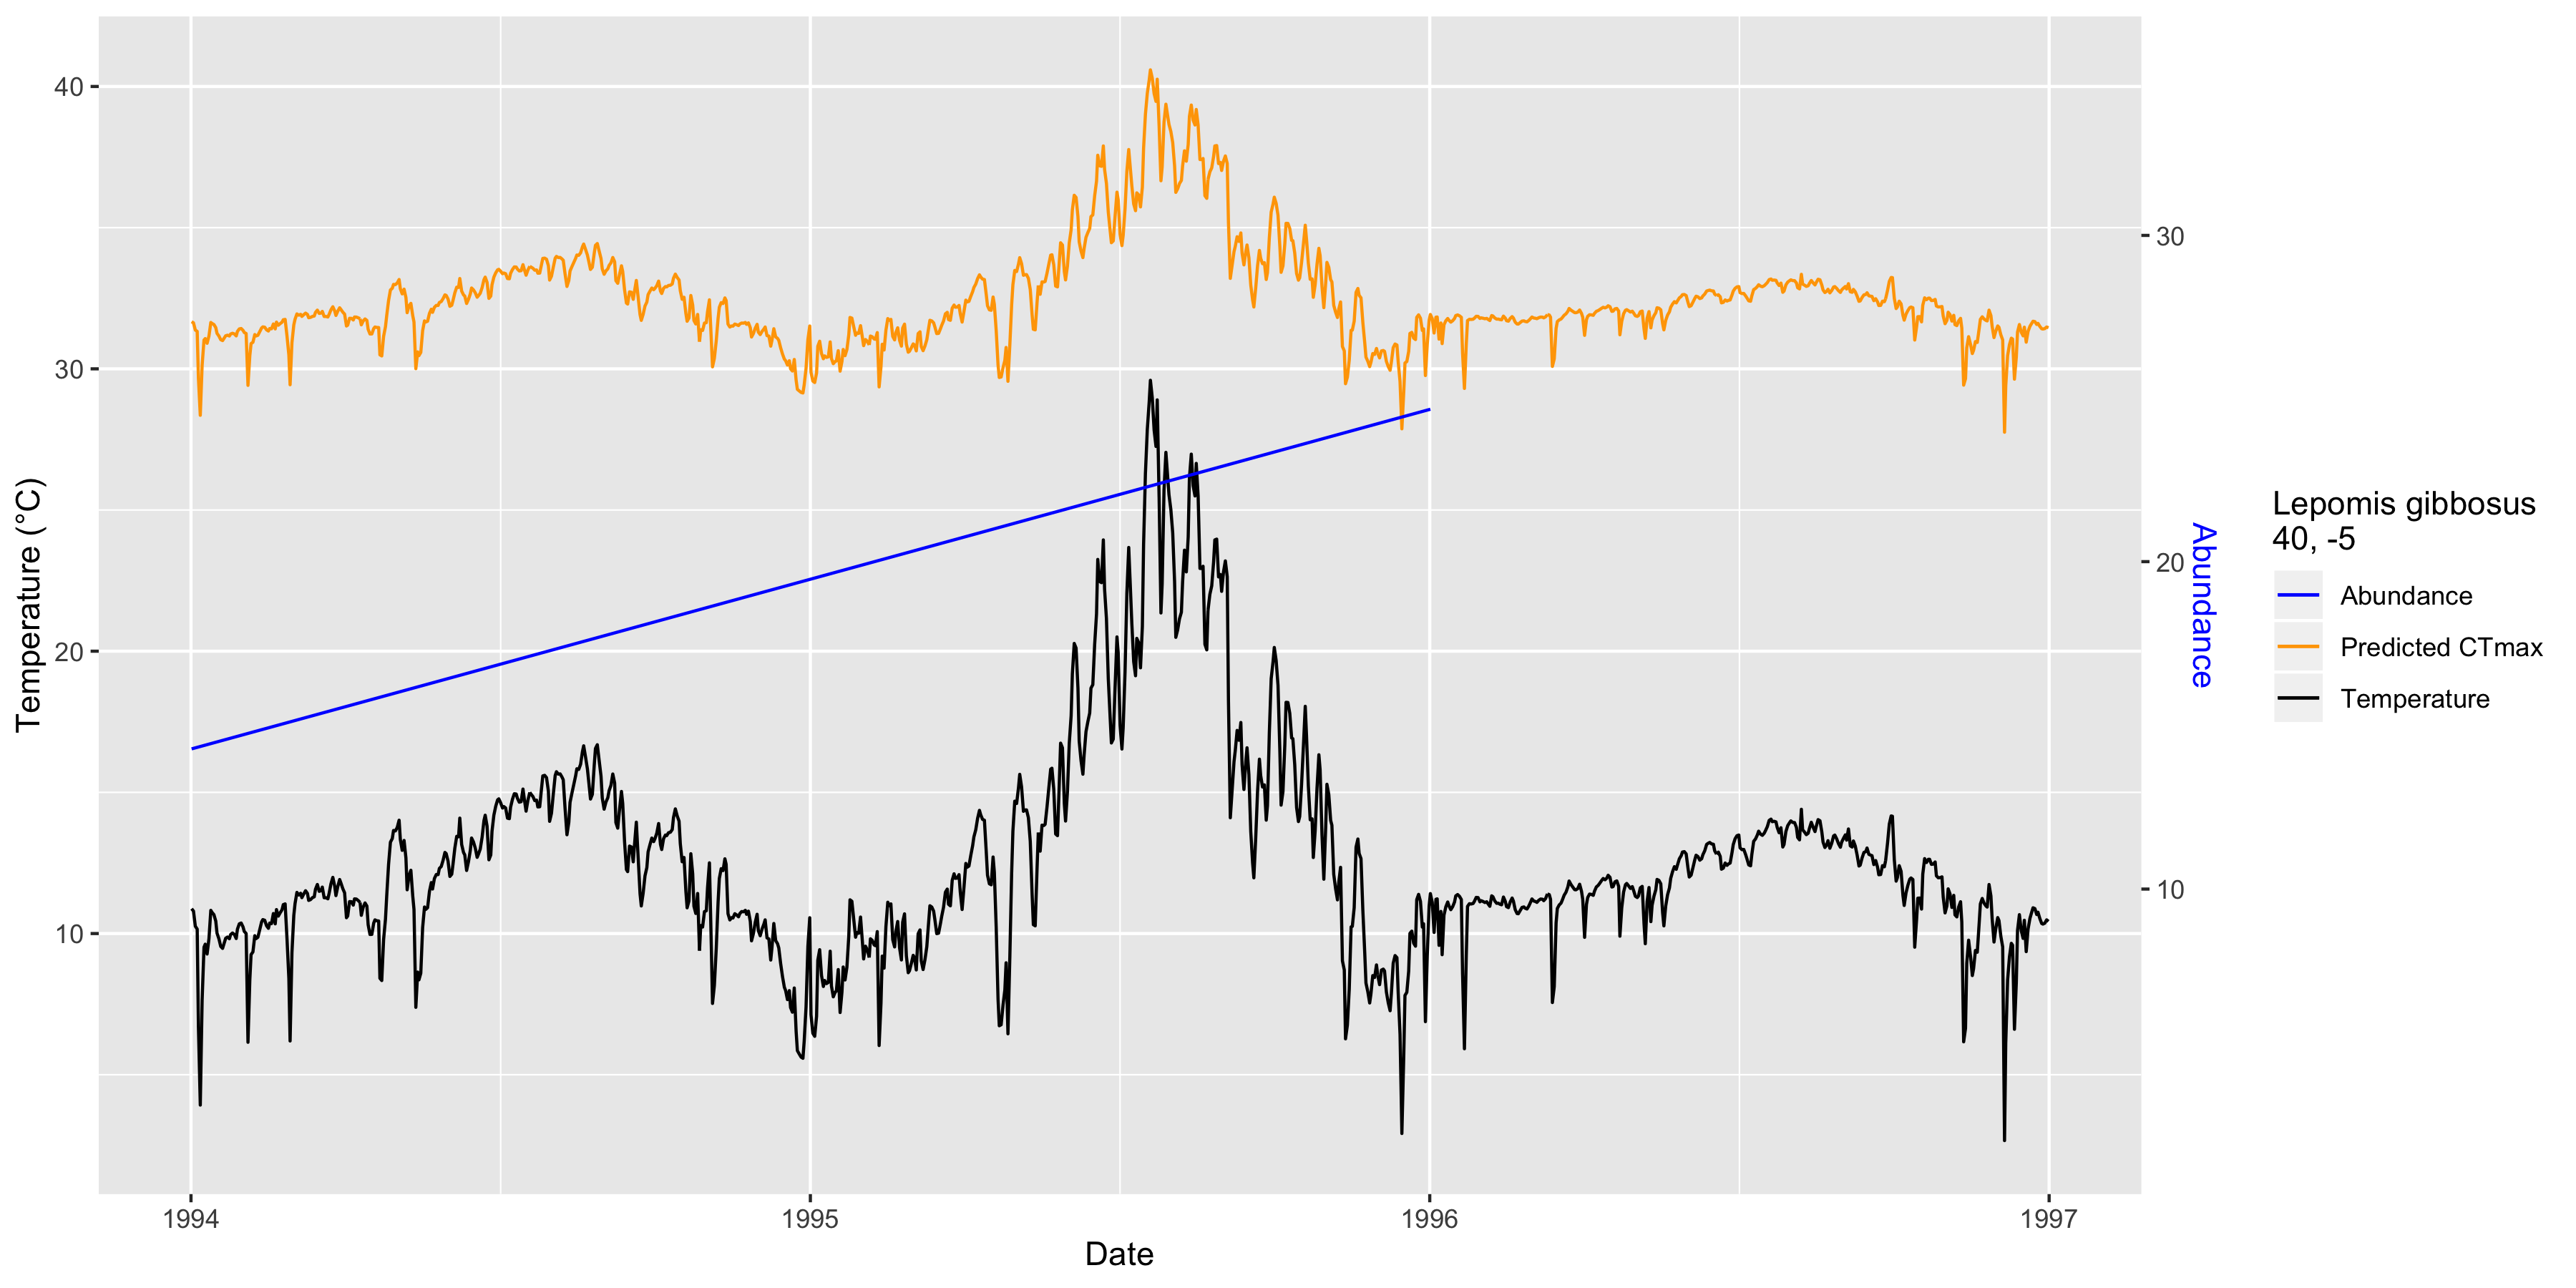 40
30
20
10
Temperature (°C)
1994
1995
1996
1997
Date
30
20
10
Abundance
Lepomis gibbosus
40, -5
Abundance
Predicted CTmax
Temperature